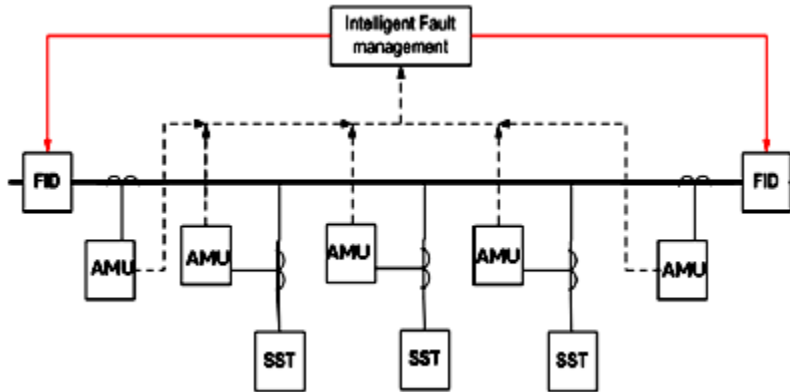 Intelligent Fault
management
FID
FID
AMU
AMU
AMU
AMU
AMU
SST
SST
SST